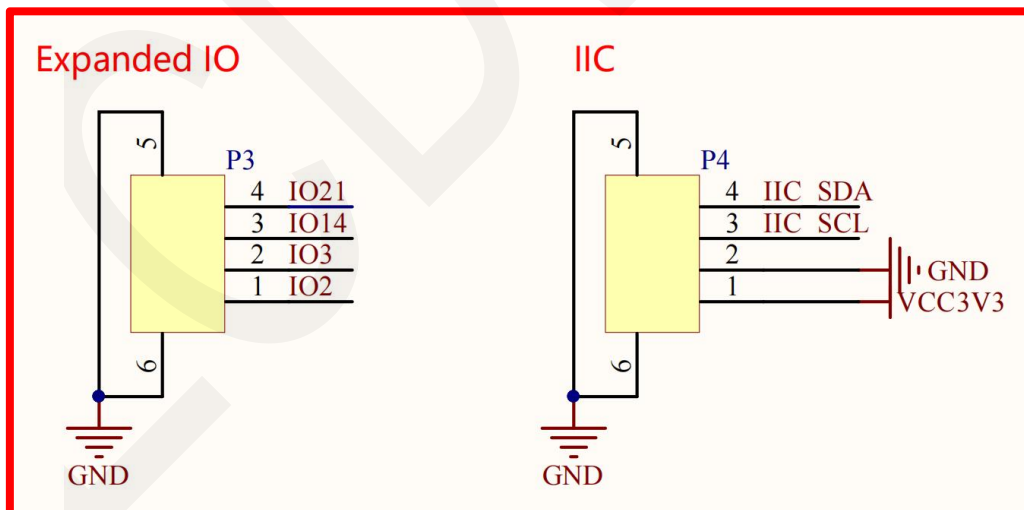 Expanded IO
5
P3
4 IO21
3 IO14
2 IO3
1 IO2
6
GND
IIC
5
P4
4 IIC SDA
3 IIC SCL
2 GND
1 VCC3V3
6
GND